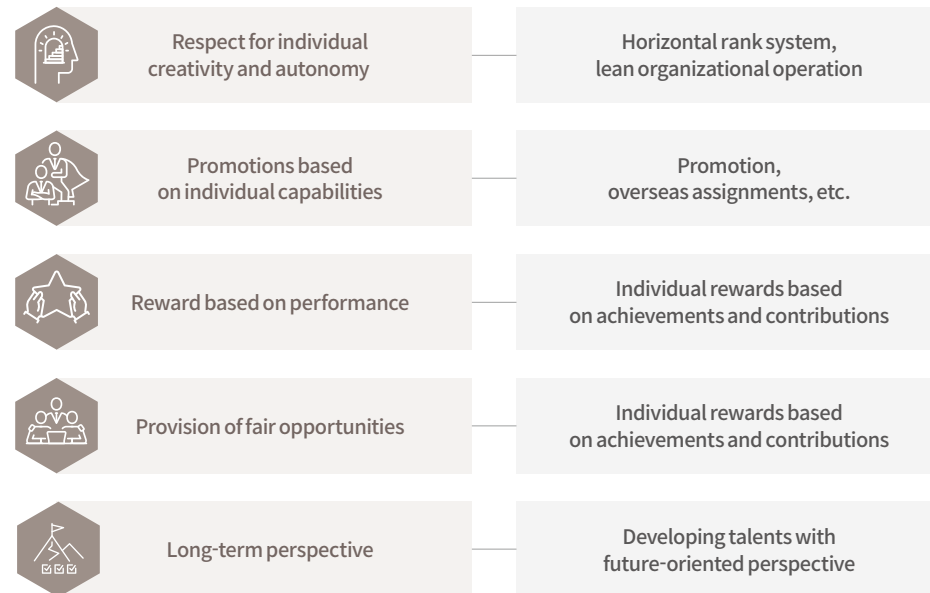 Respect for individual
creativity and autonomy
Horizontal rank system,
lean organizational operation
Promotions based
on individual capabilities
Promotion,
overseas assignments, etc.
Reward based on performance
Individual rewards based
on achievements and contributions
Provision of fair opportunities
Individual rewards based
on achievements and contributions
Long-term perspective
Developing talents with
future-oriented perspective